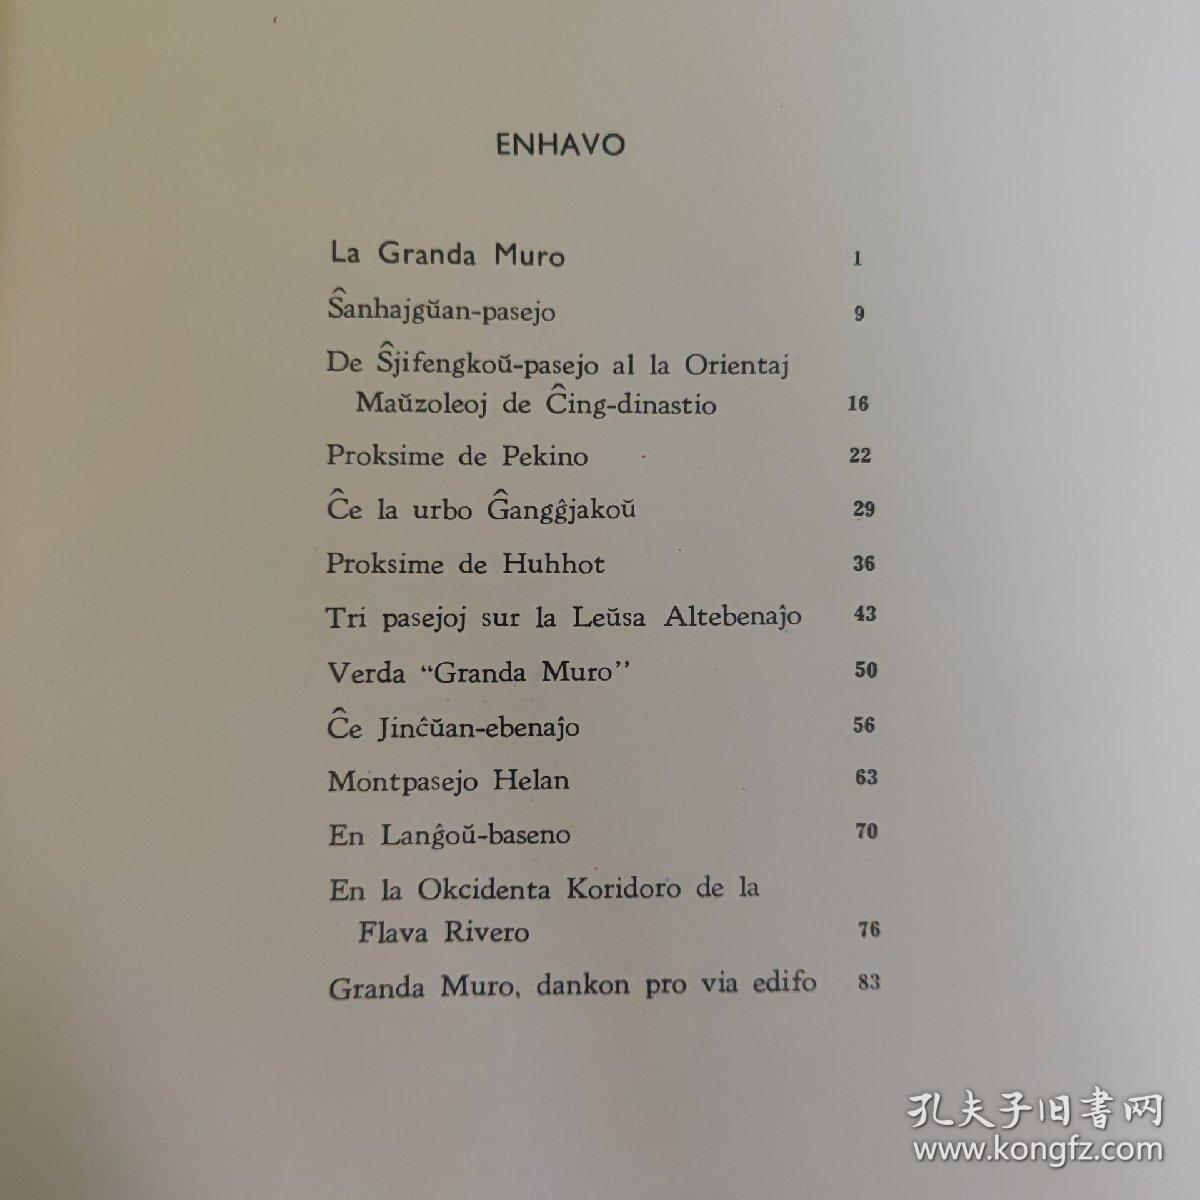 ENHAVO
La Granda Muro 1
Ŝanhajgŭan-pasejo 9
De Ŝjifengkoŭ-pasejo al la Orientaj
Maŭzoleoj de Ĉing-dinastio 16
Proksime de Pekino 22
Ĉe la urbo Ĝangĝjakoŭ 29
Proksime de Huhhot 36
Tri pasejoj sur la Leŭsa Altebenaĵo 43
Verda “Granda Muro” 50
Ĉe Jinĉŭan-ebenaĵo 56
Montpasejo Helan 63
En Lanĝoŭ-baseno 70
En la Okcidenta Koridoro de la
Flava Rivero 76
Granda Muro, dankon pro via edifo 83
孔夫子旧书网
www.kongfz.com